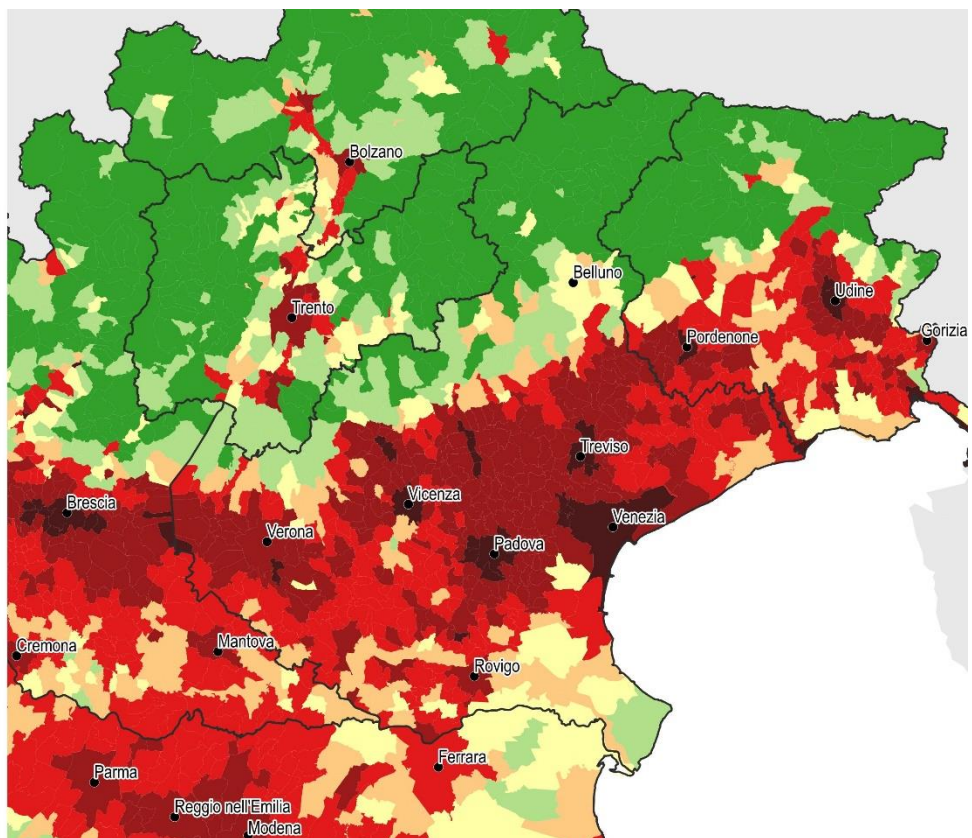 Bolzano
Belluno
Trento
Udine
Gorizia
Pordenone
Treviso
Vicenza
Brescia
Venezia
Verona
Padova
Cremona
Mantova
Rovigo
Ferrara
Parma
Reggio nell'Emilia
Modena